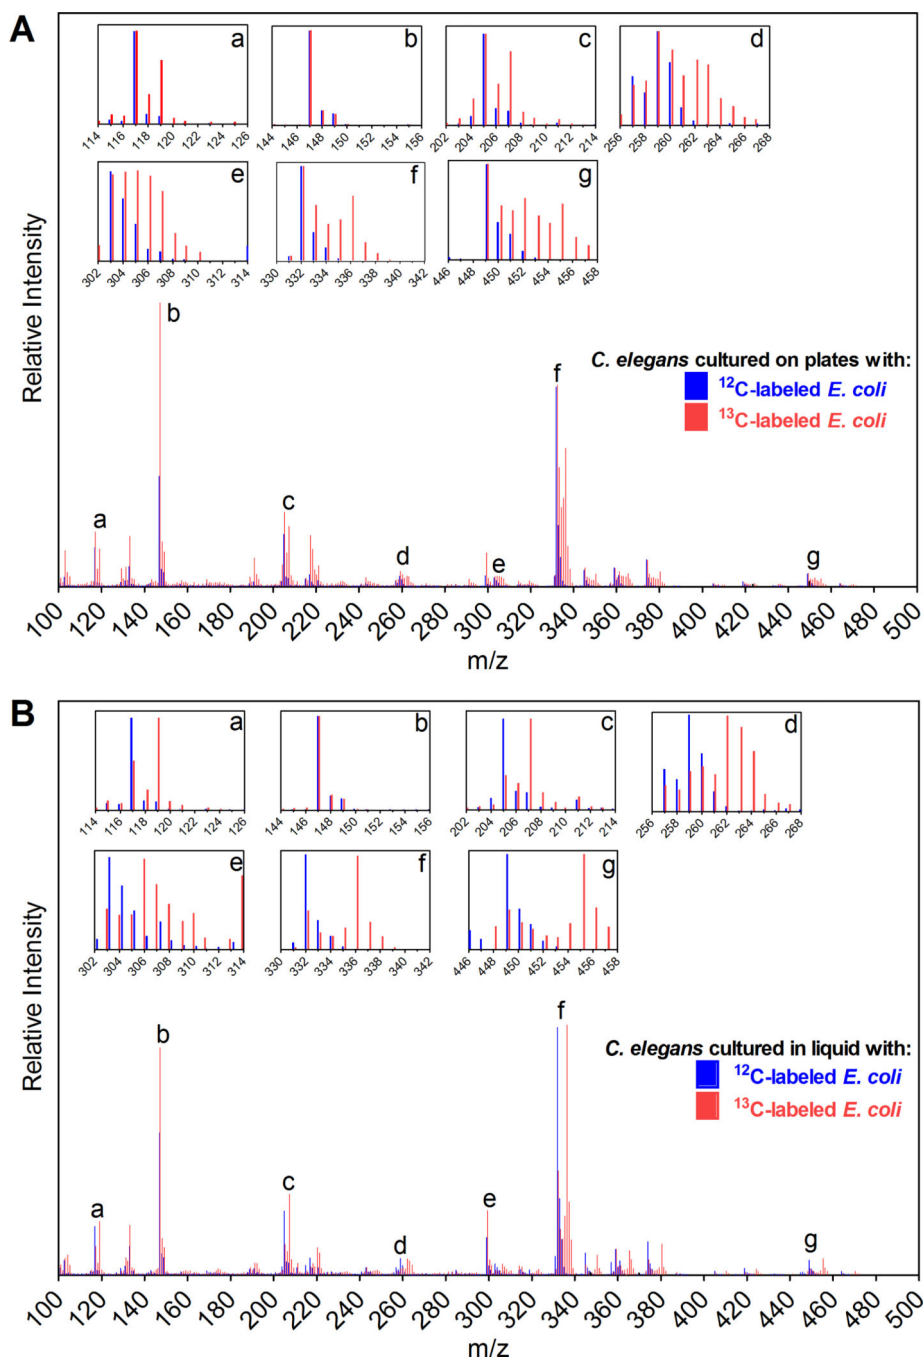 A
a
b
c
d
114 116 118 120 122 124 126
144 146 148 150 152 154 156
202 204 206 208 210 212 214
256 258 260 262 264 266 268
e
f
g
302 304 306 308 310 312 314
330 332 334 336 338 340 342
446 448 450 452 454 456 458
Relative Intensity
b
C. elegans cultured on plates with:
¹²C-labeled E. coli
¹³C-labeled E. coli
f
a
c
d
e
g
100 120 140 160 180 200 220 240 260 280 300 320 340 360 380 400 420 440 460 480 500
m/z
B
a
b
c
d
114 116 118 120 122 124 126
144 146 148 150 152 154 156
202 204 206 208 210 212 214
256 258 260 262 264 266 268
e
f
g
302 304 306 308 310 312 314
330 332 334 336 338 340 342
446 448 450 452 454 456 458
Relative Intensity
f
b
C. elegans cultured in liquid with:
¹²C-labeled E. coli
¹³C-labeled E. coli
c
a
e
d
g
100 120 140 160 180 200 220 240 260 280 300 320 340 360 380 400 420 440 460 480 500
m/z